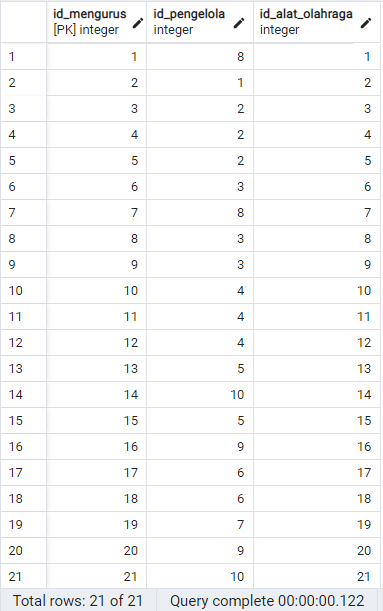 id_mengurus id_pengelola id_alat_olahraga
[PK] integer integer integer
1 1 8 1
2 2 1 2
3 3 2 3
4 4 2 4
5 5 2 5
6 6 3 6
7 7 8 7
8 8 3 8
9 9 3 9
10 10 4 10
11 11 4 11
12 12 4 12
13 13 5 13
14 14 10 14
15 15 5 15
16 16 9 16
17 17 6 17
18 18 6 18
19 19 7 19
20 20 9 20
21 21 10 21
Total rows: 21 of 21 Query complete 00:00:00.122